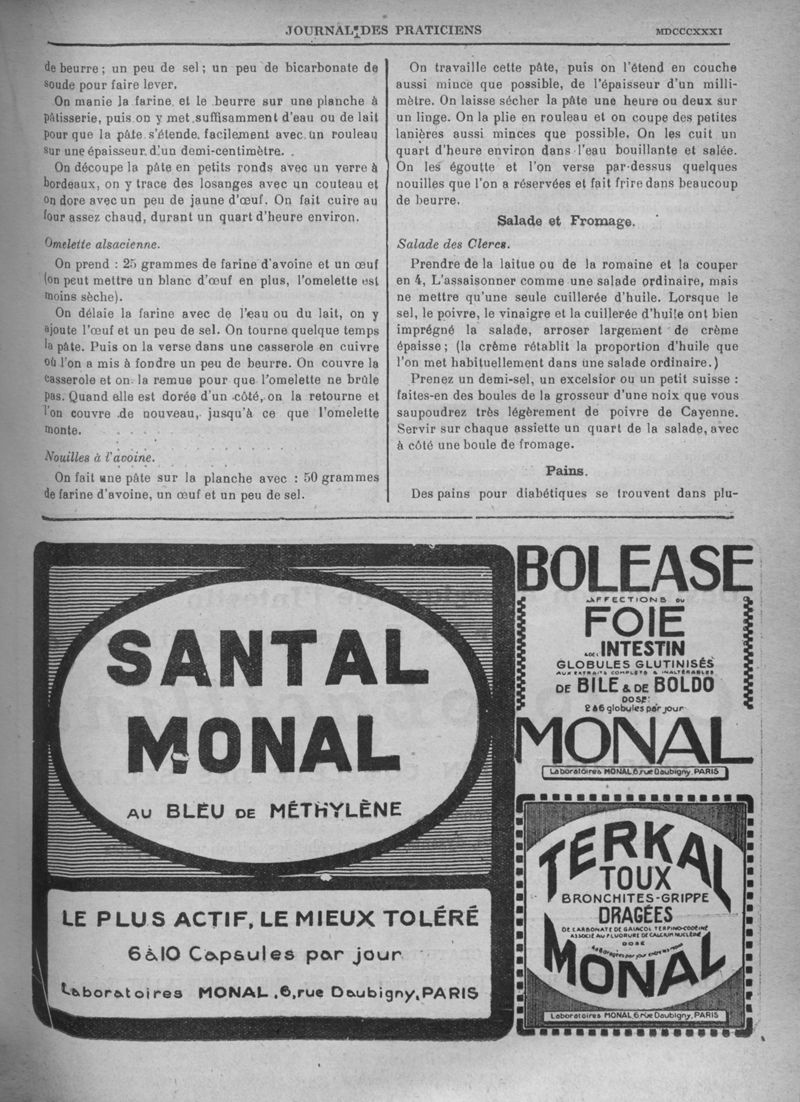 JOURNAL DES PRATICIENS
MDCCCXXXI
de beurre; un peu de sel; un peu de bicarbonate de
soude pour faire lever.
On manie la farine et le beurre sur une planche à
pâtisserie, puis on y met suffisamment d'eau ou de lait
pour que la pâte s'étende facilement avec un rouleau
sur une épaisseur d'un demi-centimètre.
On découpe la pâte en petits ronds avec un verre à
bordeaux, on y trace des losanges avec un couteau et
on dore avec un peu de jaune d'œuf. On fait cuire au
four assez chaud, durant un quart d'heure environ.
Omelette alsacienne.
On prend : 25 grammes de farine d'avoine et un œuf
(on peut mettre un blanc d'œuf en plus, l'omelette est
moins sèche).
On délaie la farine avec de l'eau ou du lait, on y
ajoute l'œuf et un peu de sel. On tourne quelque temps
la pâte. Puis on la verse dans une casserole en cuivre
où l'on a mis à fondre un peu de beurre. On couvre la
casserole et on la remue pour que l'omelette ne brûle
pas. Quand elle est dorée d'un côté, on la retourne et
l'on couvre de nouveau, jusqu'à ce que l'omelette
monte.
Nouilles à l'avoine.
On fait une pâte sur la planche avec : 50 grammes
de farine d'avoine, un œuf et un peu de sel.
On travaille cette pâte, puis on l'étend en couche
aussi mince que possible, de l'épaisseur d'un milli-
mètre. On laisse sécher la pâte une heure ou deux sur
un linge. On la plie en rouleau et on coupe des petites
lanières aussi minces que possible. On les cuit un
quart d'heure environ dans l'eau bouillante et salée.
On les égoutte et l'on verse par-dessus quelques
nouilles que l'on a réservées et fait frire dans beaucoup
de beurre.
Salade et Fromage.
Salade des Clercs.
Prendre de la laitue ou de la romaine et la couper
en 4, L'assaisonner comme une salade ordinaire, mais
ne mettre qu'une seule cuillerée d'huile. Lorsque le
sel, le poivre, le vinaigre et la cuillerée d'huile ont bien
imprégné la salade, arroser largement de crème
épaisse; (la crème rétablit la proportion d'huile que
l'on met habituellement dans une salade ordinaire.)
Prenez un demi-sel, un excelsior ou un petit suisse :
faites-en des boules de la grosseur d'une noix que vous
saupoudrez très légèrement de poivre de Cayenne.
Servir sur chaque assiette un quart de la salade, avec
à côté une boule de fromage.
Pains.
Des pains pour diabétiques se trouvent dans plu-
SANTAL
MONAL
AU BLEU DE MÉTHYLÈNE
LE PLUS ACTIF, LE MIEUX TOLÉRÉ
6 à 10 Capsules par jour
Laboratoires MONAL, 6, rue Daubigny, PARIS
BOLEASE
AFFECTIONS DU
FOIE
& DE L'INTESTIN
GLOBULES GLUTINISÉS
AUX EXTRAITS COMPLETS & INALTÉRABLES
DE BILE & DE BOLDO
DOSE:
2 à 6 globules par jour
MONAL
Laboratoires MONAL, 6, rue Daubigny, PARIS
TERKAL
TOUX
BRONCHITES-GRIPPE
DRAGÉES
DE CARBONATE DE GAIACOL TERPINO-CODÉINÉ
ASSOCIÉ AU FLUORURE DE CALCIUM NUCLÉINÉ
DOSE
dragées par jour entre les repas
MONAL
Laboratoires MONAL, 6, rue Daubigny, PARIS